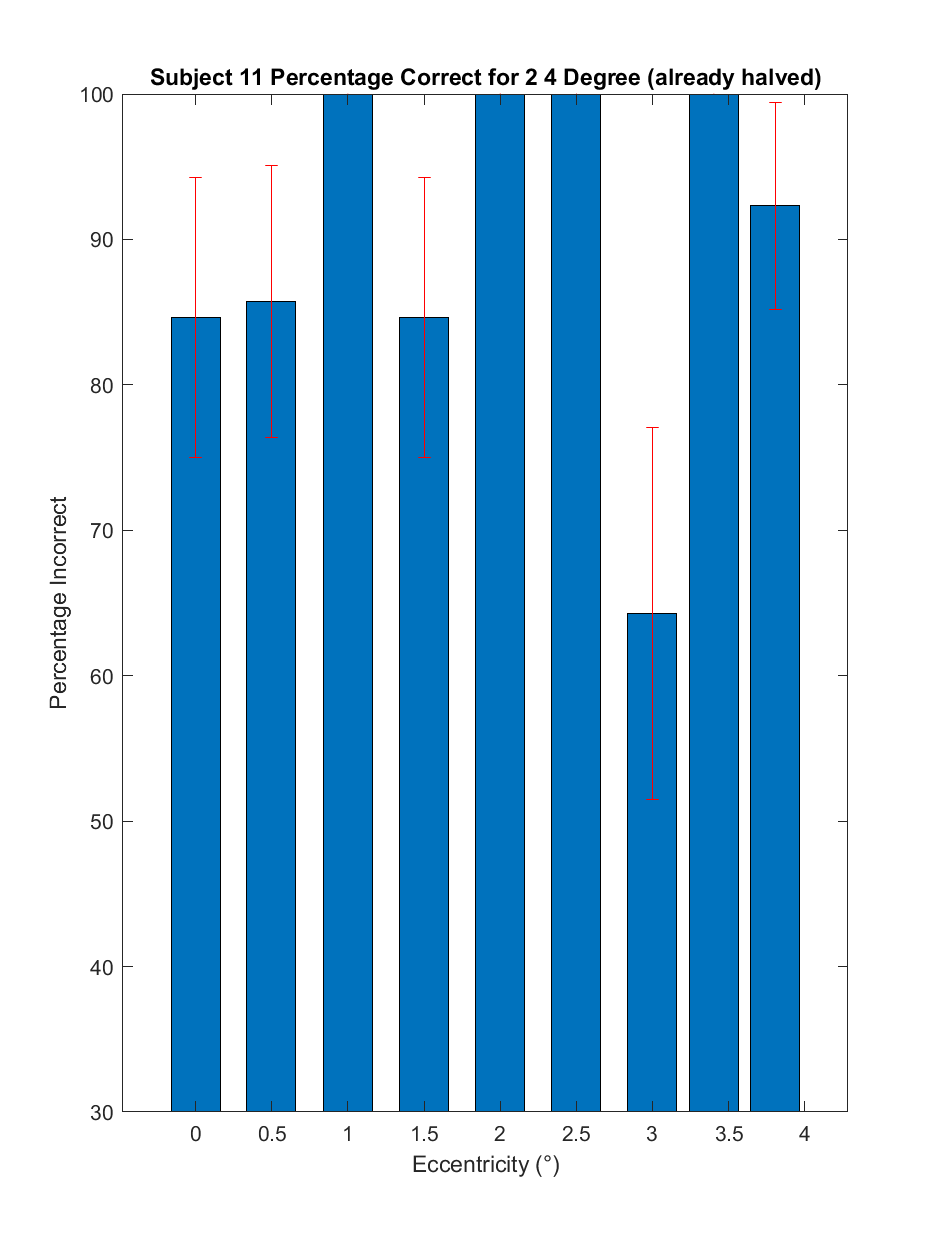 Subject 11 Percentage Correct for 2 4 Degree (already halved)
100
90
80
70
60
50
40
30
Percentage Incorrect
0 0.5 1 1.5 2 2.5 3 3.5 4
Eccentricity (°)